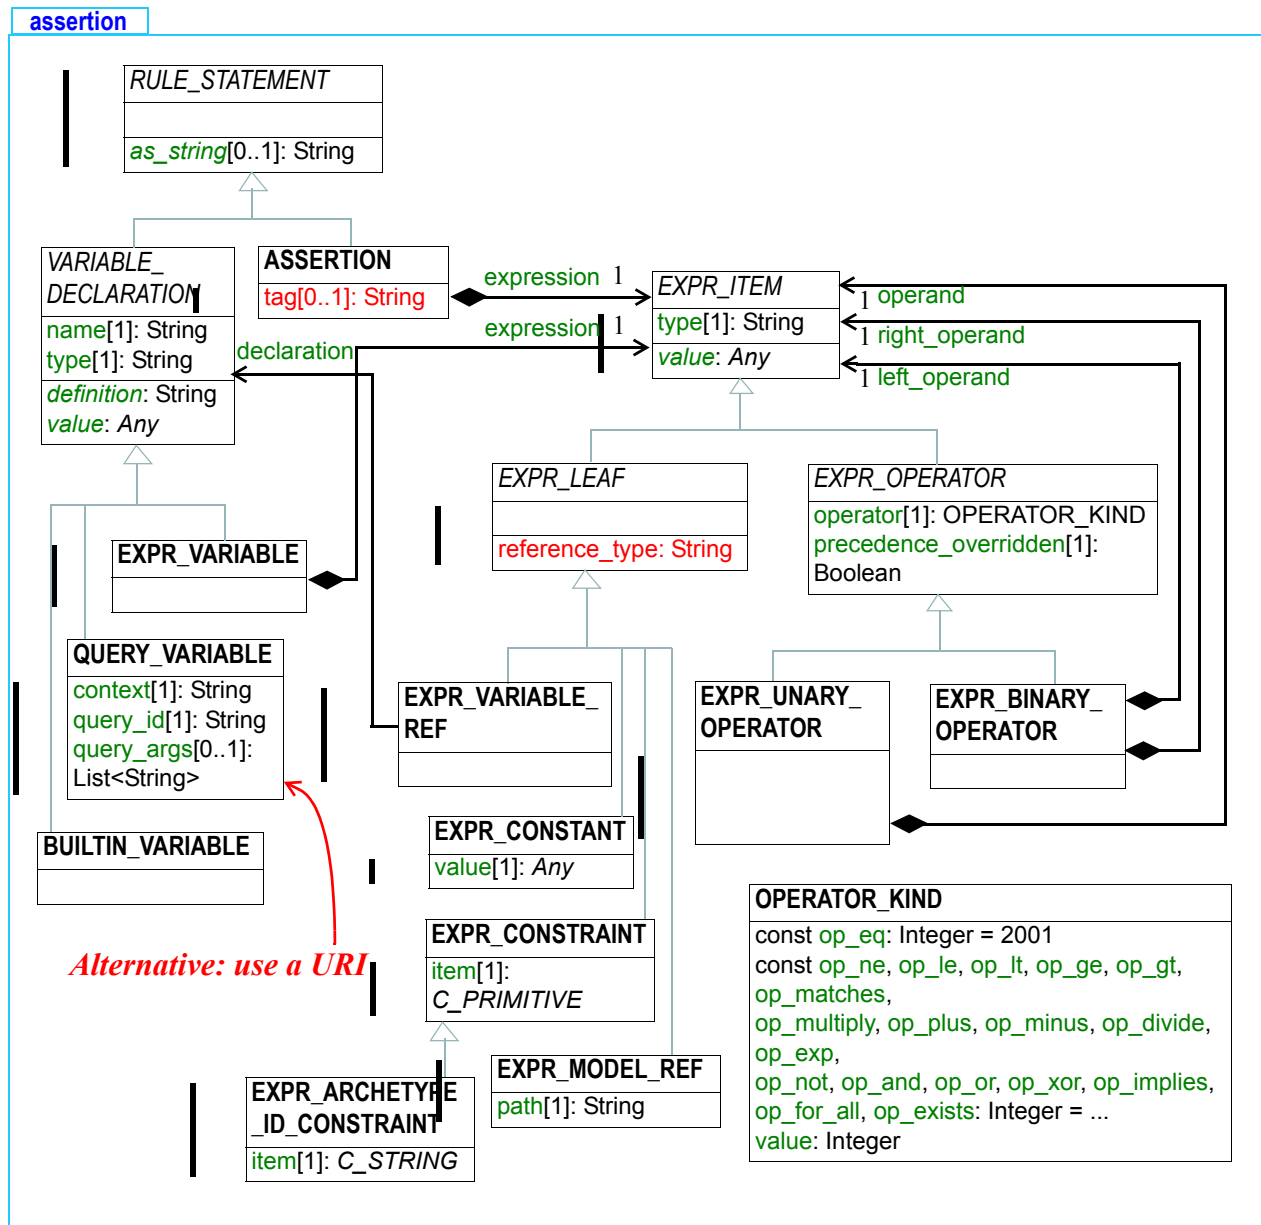 assertion
RULE_STATEMENT
as_string[0..1]: String
VARIABLE_
DECLARATION
name[1]: String
type[1]: String
definition: String
value: Any
ASSERTION
tag[0..1]: String
expression 1
expression 1
declaration
EXPR_ITEM
type[1]: String
value: Any
1 operand
1 right_operand
1 left_operand
EXPR_LEAF
reference_type: String
EXPR_OPERATOR
operator[1]: OPERATOR_KIND
precedence_overridden[1]:
Boolean
EXPR_VARIABLE
QUERY_VARIABLE
context[1]: String
query_id[1]: String
query_args[0..1]:
List<String>
BUILTIN_VARIABLE
Alternative: use a URI
EXPR_VARIABLE_
REF
EXPR_UNARY_
OPERATOR
EXPR_BINARY_
OPERATOR
EXPR_CONSTANT
value[1]: Any
EXPR_CONSTRAINT
item[1]:
C_PRIMITIVE
EXPR_ARCHETYPE
_ID_CONSTRAINT
item[1]: C_STRING
EXPR_MODEL_REF
path[1]: String
OPERATOR_KIND
const op_eq: Integer = 2001
const op_ne, op_le, op_lt, op_ge, op_gt,
op_matches,
op_multiply, op_plus, op_minus, op_divide,
op_exp,
op_not, op_and, op_or, op_xor, op_implies,
op_for_all, op_exists: Integer = ...
value: Integer